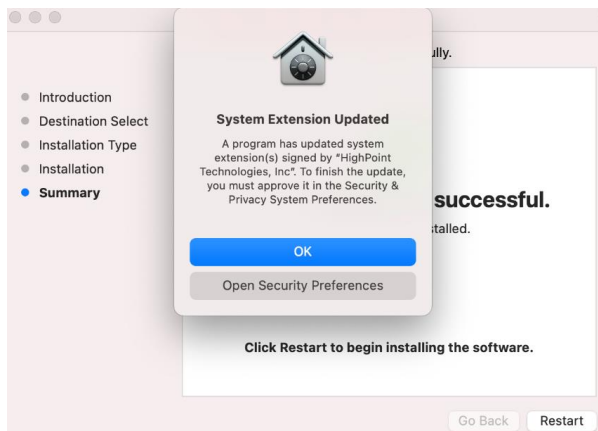 Introduction
Destination Select
Installation Type
Installation
Summary
System Extension Updated
A program has updated system
extension(s) signed by "HighPoint
Technologies, Inc". To finish the update,
you must approve it in the Security &
Privacy System Preferences.
OK
Open Security Preferences
successful.
Click Restart to begin installing the software.
Go Back
Restart